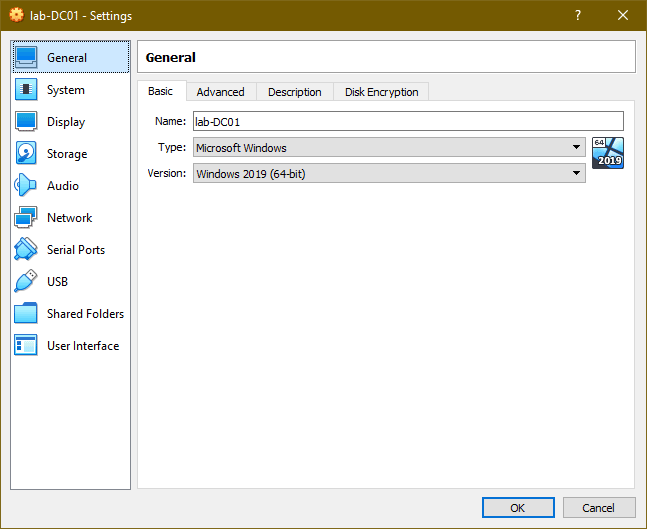 lab-DC01 - Settings
?
General
System
Display
Storage
Audio
Network
Serial Ports
USB
Shared Folders
User Interface
General
Basic Advanced Description Disk Encryption
Name: lab-DC01
Type: Microsoft Windows
64
2019
Version: Windows 2019 (64-bit)
OK Cancel